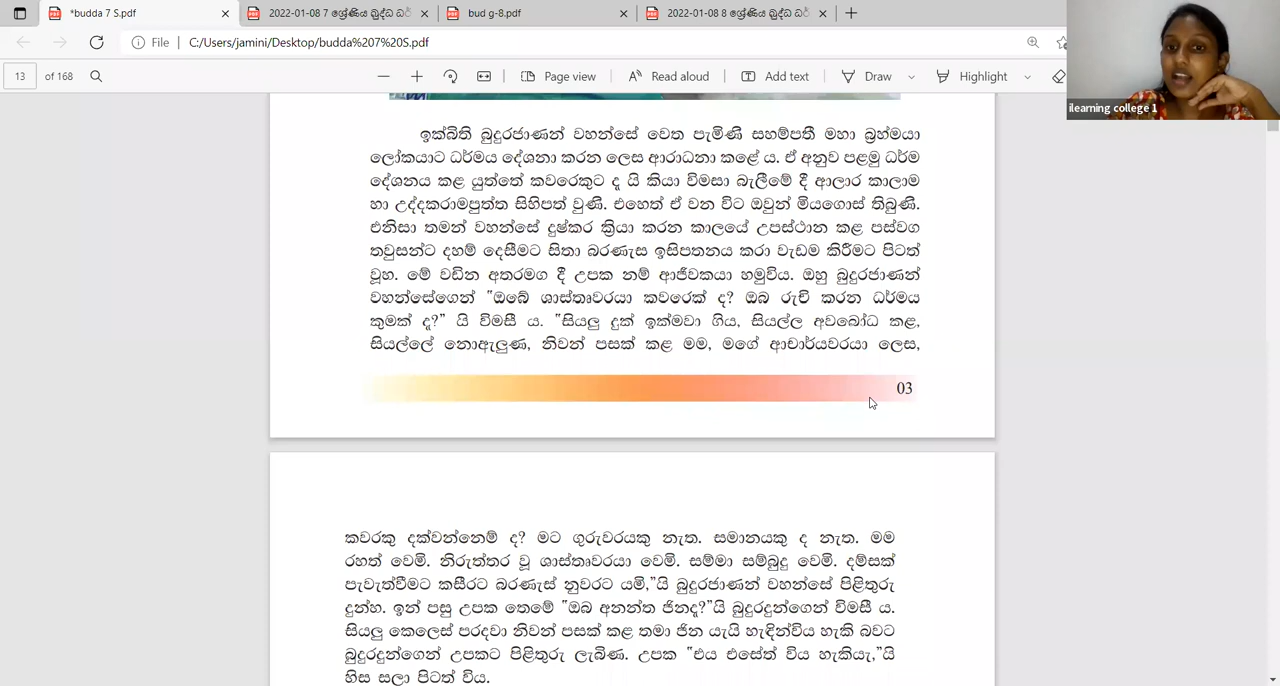 *budda 7 S.pdf
2022-01-08 7 ශ්‍රේණිය බුද්ධ ධර්
bud g-8.pdf
2022-01-08 8 ශ්‍රේණිය බුද්ධ ධර්
File
C:/Users/jamini/Desktop/budda%207%20S.pdf
13 of 168
Page view
Read aloud
Add text
Draw
Highlight
ilearning college 1
ඉක්බිති බුදුරජාණන් වහන්සේ වෙත පැමිණි සහම්පතී මහා බ්‍රහ්මයා
ලෝකයාට ධර්මය දේශනා කරන ලෙස ආරාධනා කළේ ය. ඒ අනුව පළමු ධර්ම
දේශනය කළ යුත්තේ කවරෙකුට ද යි කියා විමසා බැලීමේ දී ආලාර කාලාම
හා උද්දකරාමපුත්ත සිහිපත් වුණි. එහෙත් ඒ වන විට ඔවුන් මියගොස් තිබුණි.
එනිසා තමන් වහන්සේ දුෂ්කර ක්‍රියා කරන කාලයේ උපස්ථාන කළ පස්වග
තවුසන්ට දහම් දෙසීමට සිතා බරණැස ඉසිපතනය කරා වැඩම කිරීමට පිටත්
වූහ. මේ වඩින අතරමග දී උපක නම් ආජීවකයා හමුවිය. ඔහු බුදුරජාණන්
වහන්සේගෙන් "ඔබේ ශාස්තෘවරයා කවරෙක් ද? ඔබ රුචි කරන ධර්මය
කුමක් ද?" යි විමසී ය. "සියලු දුක් ඉක්මවා ගිය, සියල්ල අවබෝධ කළ,
සියල්ලේ නොඇලුණ, නිවන් පසක් කළ මම, මගේ ආචාර්යවරයා ලෙස,
03
කවරකු දක්වන්නෙම් ද? මට ගුරුවරයකු නැත. සමානයකු ද නැත. මම
රහත් වෙමි. නිරුත්තර වූ ශාස්තෘවරයා වෙමි. සම්මා සම්බුදු වෙමි. දම්සක්
පැවැත්වීමට කසීරට බරණැස් නුවරට යමි,"යි බුදුරජාණන් වහන්සේ පිළිතුරු
දුන්හ. ඉන් පසු උපක තෙමේ "ඔබ අනන්ත ජිනද?"යි බුදුරදුන්ගෙන් විමසී ය.
සියලු කෙලෙස් පරදවා නිවන් පසක් කළ තමා ජින යැයි හැඳින්විය හැකි බවට
බුදුරදුන්ගෙන් උපකට පිළිතුරු ලැබිණ. උපක "එය එසේත් විය හැකියැ,"යි
හිස සලා පිටත් විය.